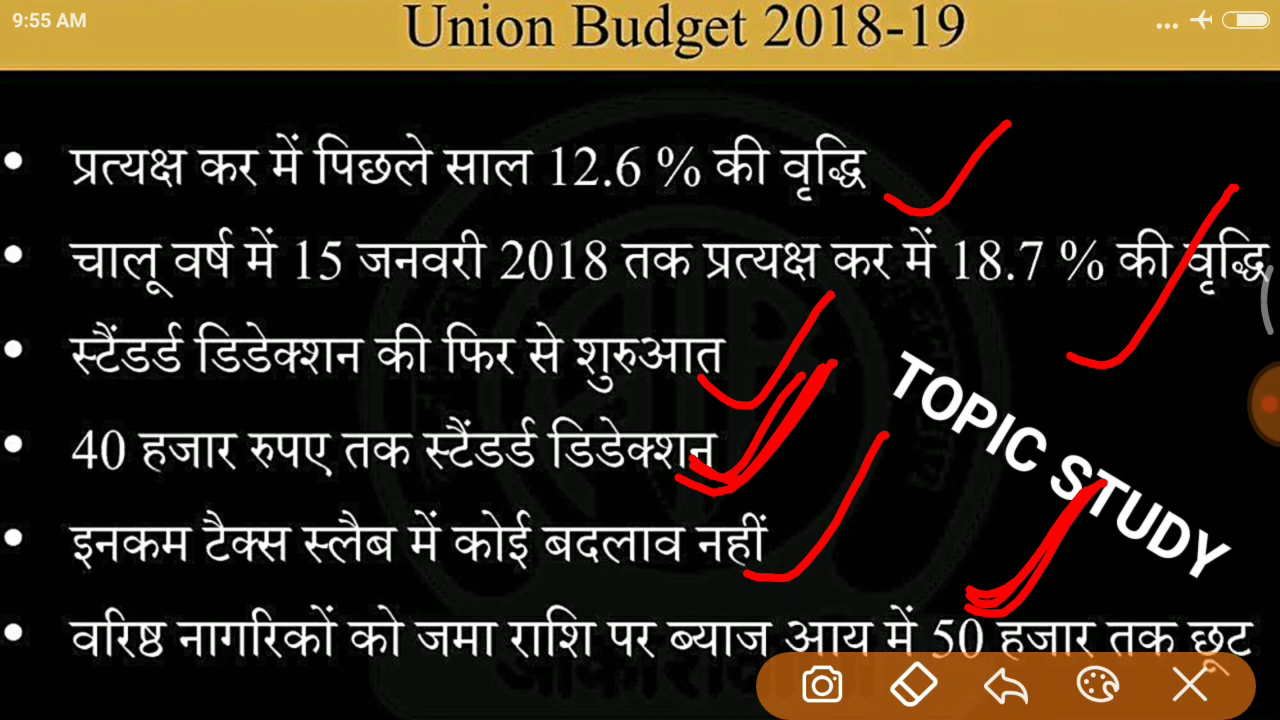 9:55 AM
Union Budget 2018-19
• प्रत्यक्ष कर में पिछले साल 12.6 % की वृद्धि
• चालू वर्ष में 15 जनवरी 2018 तक प्रत्यक्ष कर में 18.7 % की वृद्धि
• स्टैंडर्ड डिडेक्शन की फिर से शुरुआत
• 40 हजार रुपए तक स्टैंडर्ड डिडेक्शन
• इनकम टैक्स स्लैब में कोई बदलाव नहीं
• वरिष्ठ नागरिकों को जमा राशि पर ब्याज आय में 50 हजार तक छूट
TOPIC STUDY